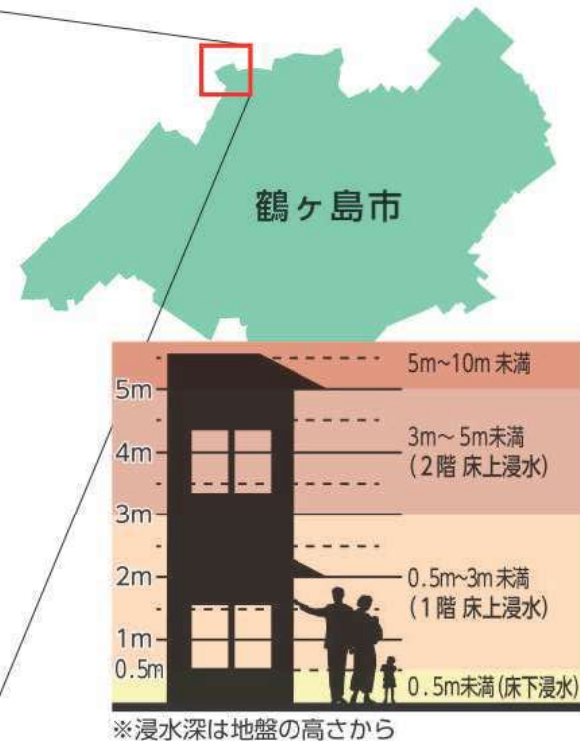 鶴ヶ島市
5m~10m 未満
5m
3m~ 5m未満
4m
(2階 床上浸水)
3m
2m
0.5m~3m 未満
(1階 床上浸水)
1m
0.5m
0.5m未満(床下浸水)
※浸水深は地盤の高さから